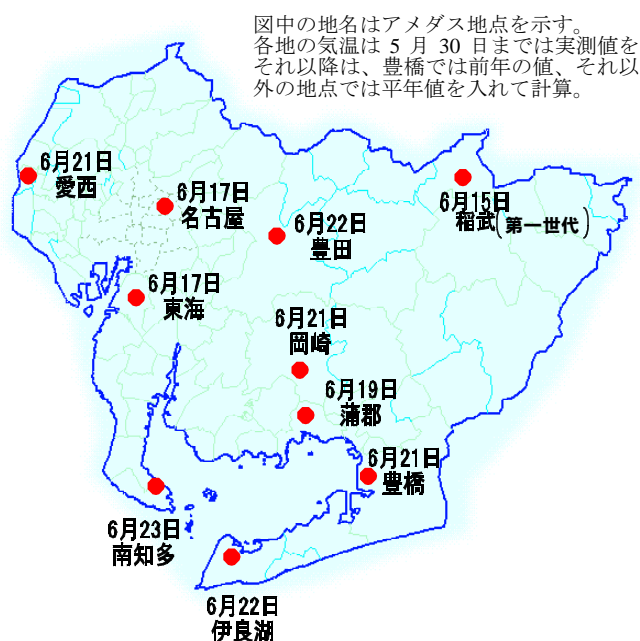 図中の地名はアメダス地点を示す。
各地の気温は 5 月 30 日までは実測値を
それ以降は、豊橋では前年の値、それ以
外の地点では平年値を入れて計算。
6月21日
愛西
6月17日
名古屋
6月22日
豊田
6月15日
稲武(第一世代)
6月17日
東海
6月21日
岡崎
6月19日
蒲郡
6月21日
豊橋
6月23日
南知多
6月22日
伊良湖